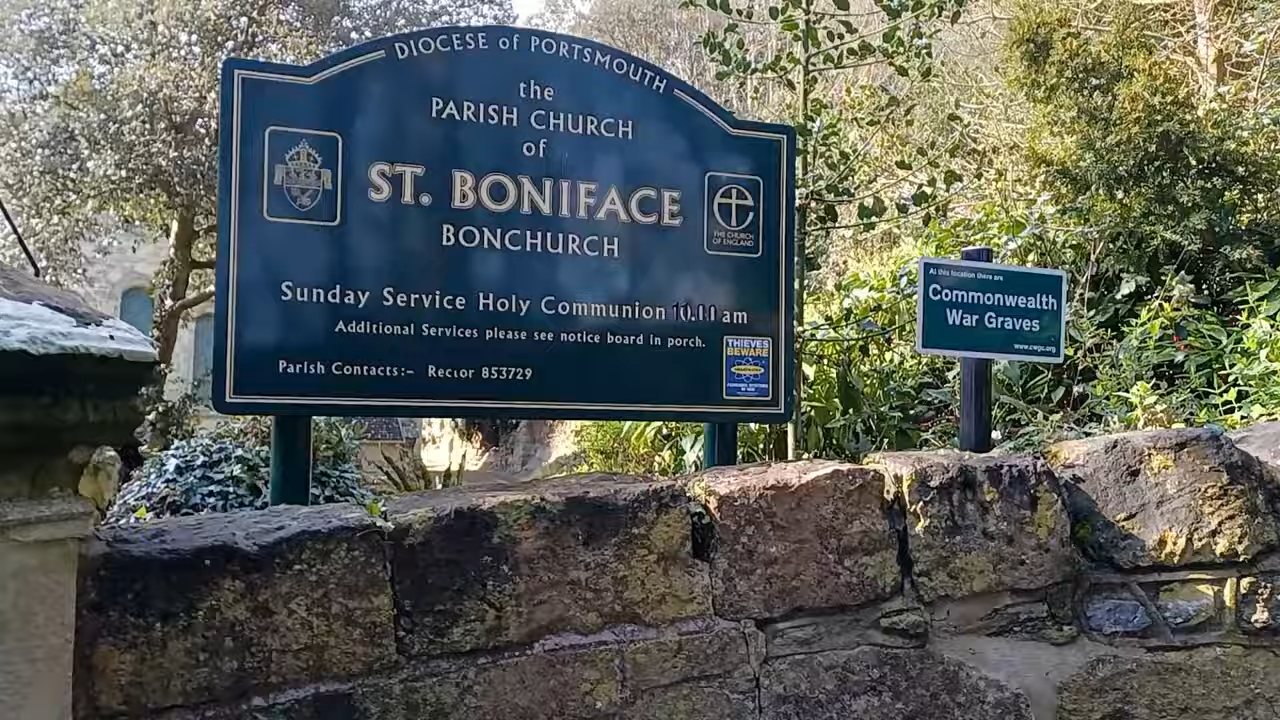 DIOCESE of PORTSMOUTH
the
PARISH CHURCH
of
ST. BONIFACE
BONCHURCH
THE CHURCH
OF ENGLAND
Sunday Service Holy Communion am
Additional Services please see notice board in porch.
Parish Contacts:- Rector 853729
THIEVES
BEWARE
At this location there are
Commonwealth
War Graves
www.cwgc.org